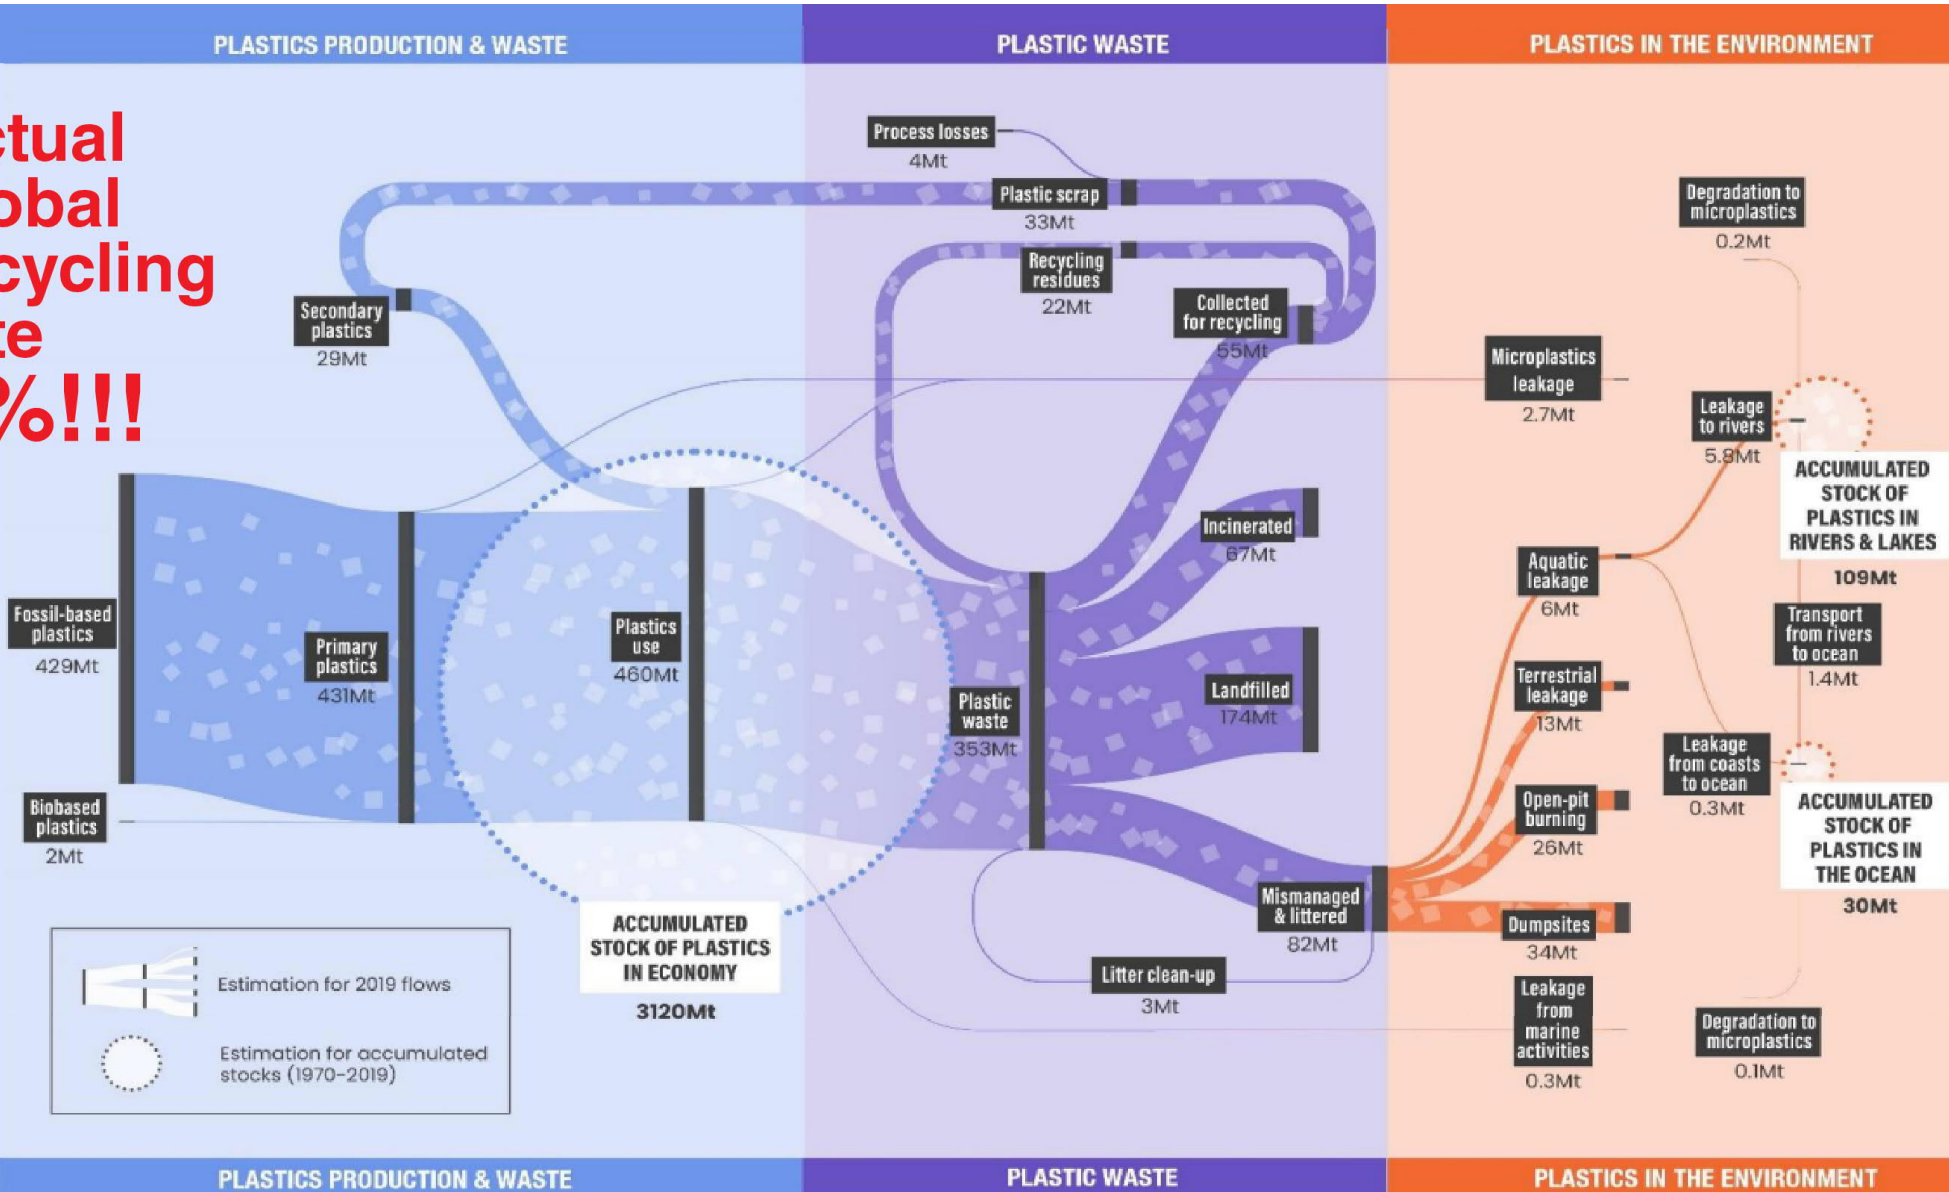 PLASTICS PRODUCTION & WASTE
PLASTIC WASTE
PLASTICS IN THE ENVIRONMENT
ctual
obal
cycling
te
%!!!
Process losses
4Mt
Plastic scrap
33Mt
Recycling
residues
22Mt
Collected
for recycling
55Mt
Secondary
plastics
29Mt
Degradation to
microplastics
0.2Mt
Microplastics
leakage
2.7Mt
Leakage
to rivers
5.8Mt
ACCUMULATED
STOCK OF
PLASTICS IN
RIVERS & LAKES
109Mt
Fossil-based
plastics
429Mt
Primary
plastics
431Mt
Plastics
use
460Mt
Plastic
waste
353Mt
Incinerated
67Mt
Landfilled
174Mt
Aquatic
leakage
6Mt
Transport
from rivers
to ocean
1.4Mt
Terrestrial
leakage
13Mt
Leakage
from coasts
to ocean
0.3Mt
Biobased
plastics
2Mt
Open-pit
burning
26Mt
ACCUMULATED
STOCK OF
PLASTICS IN
THE OCEAN
30Mt
Mismanaged
& littered
82Mt
Dumpsites
34Mt
ACCUMULATED
STOCK OF PLASTICS
IN ECONOMY
3120Mt
Litter clean-up
3Mt
Leakage
from
marine
activities
0.3Mt
Degradation to
microplastics
0.1Mt
Estimation for 2019 flows
Estimation for accumulated
stocks (1970-2019)
PLASTICS PRODUCTION & WASTE
PLASTIC WASTE
PLASTICS IN THE ENVIRONMENT